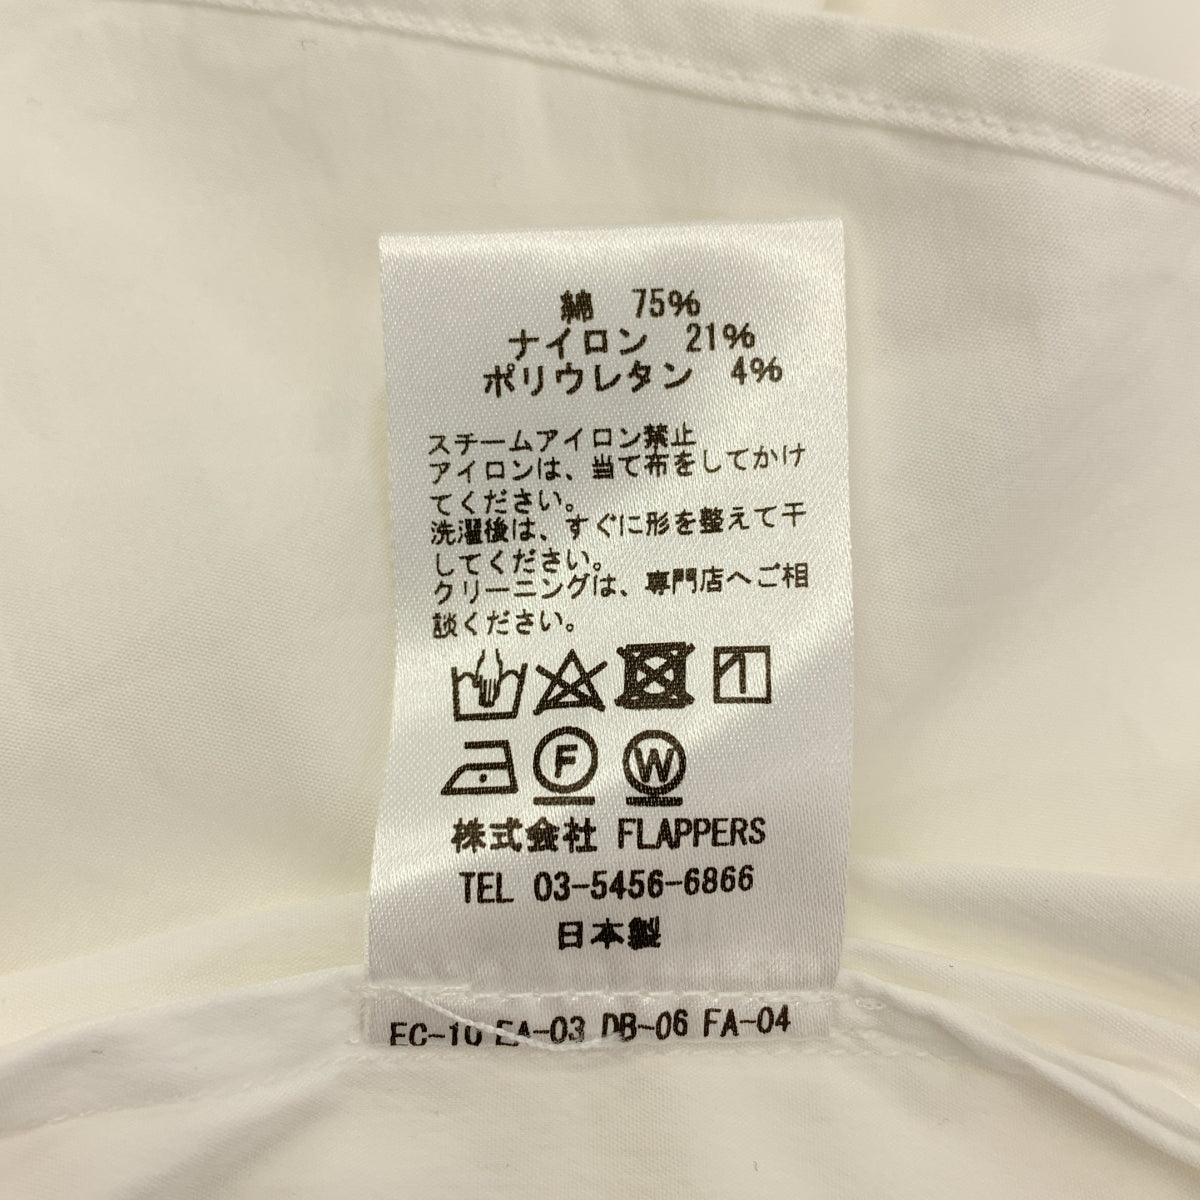 綿 75%
ナイロン 21%
ポリウレタン 4%
スチームアイロン禁止
アイロンは、当て布をしてかけ
てください。
洗濯後は、すぐに形を整えて干
してください。
クリーニングは、専門店へご相
談ください。
F W
株式会社 FLAPPERS
TEL 03-5456-6866
日本製
EC-10 EA-03 DB-06 FA-04